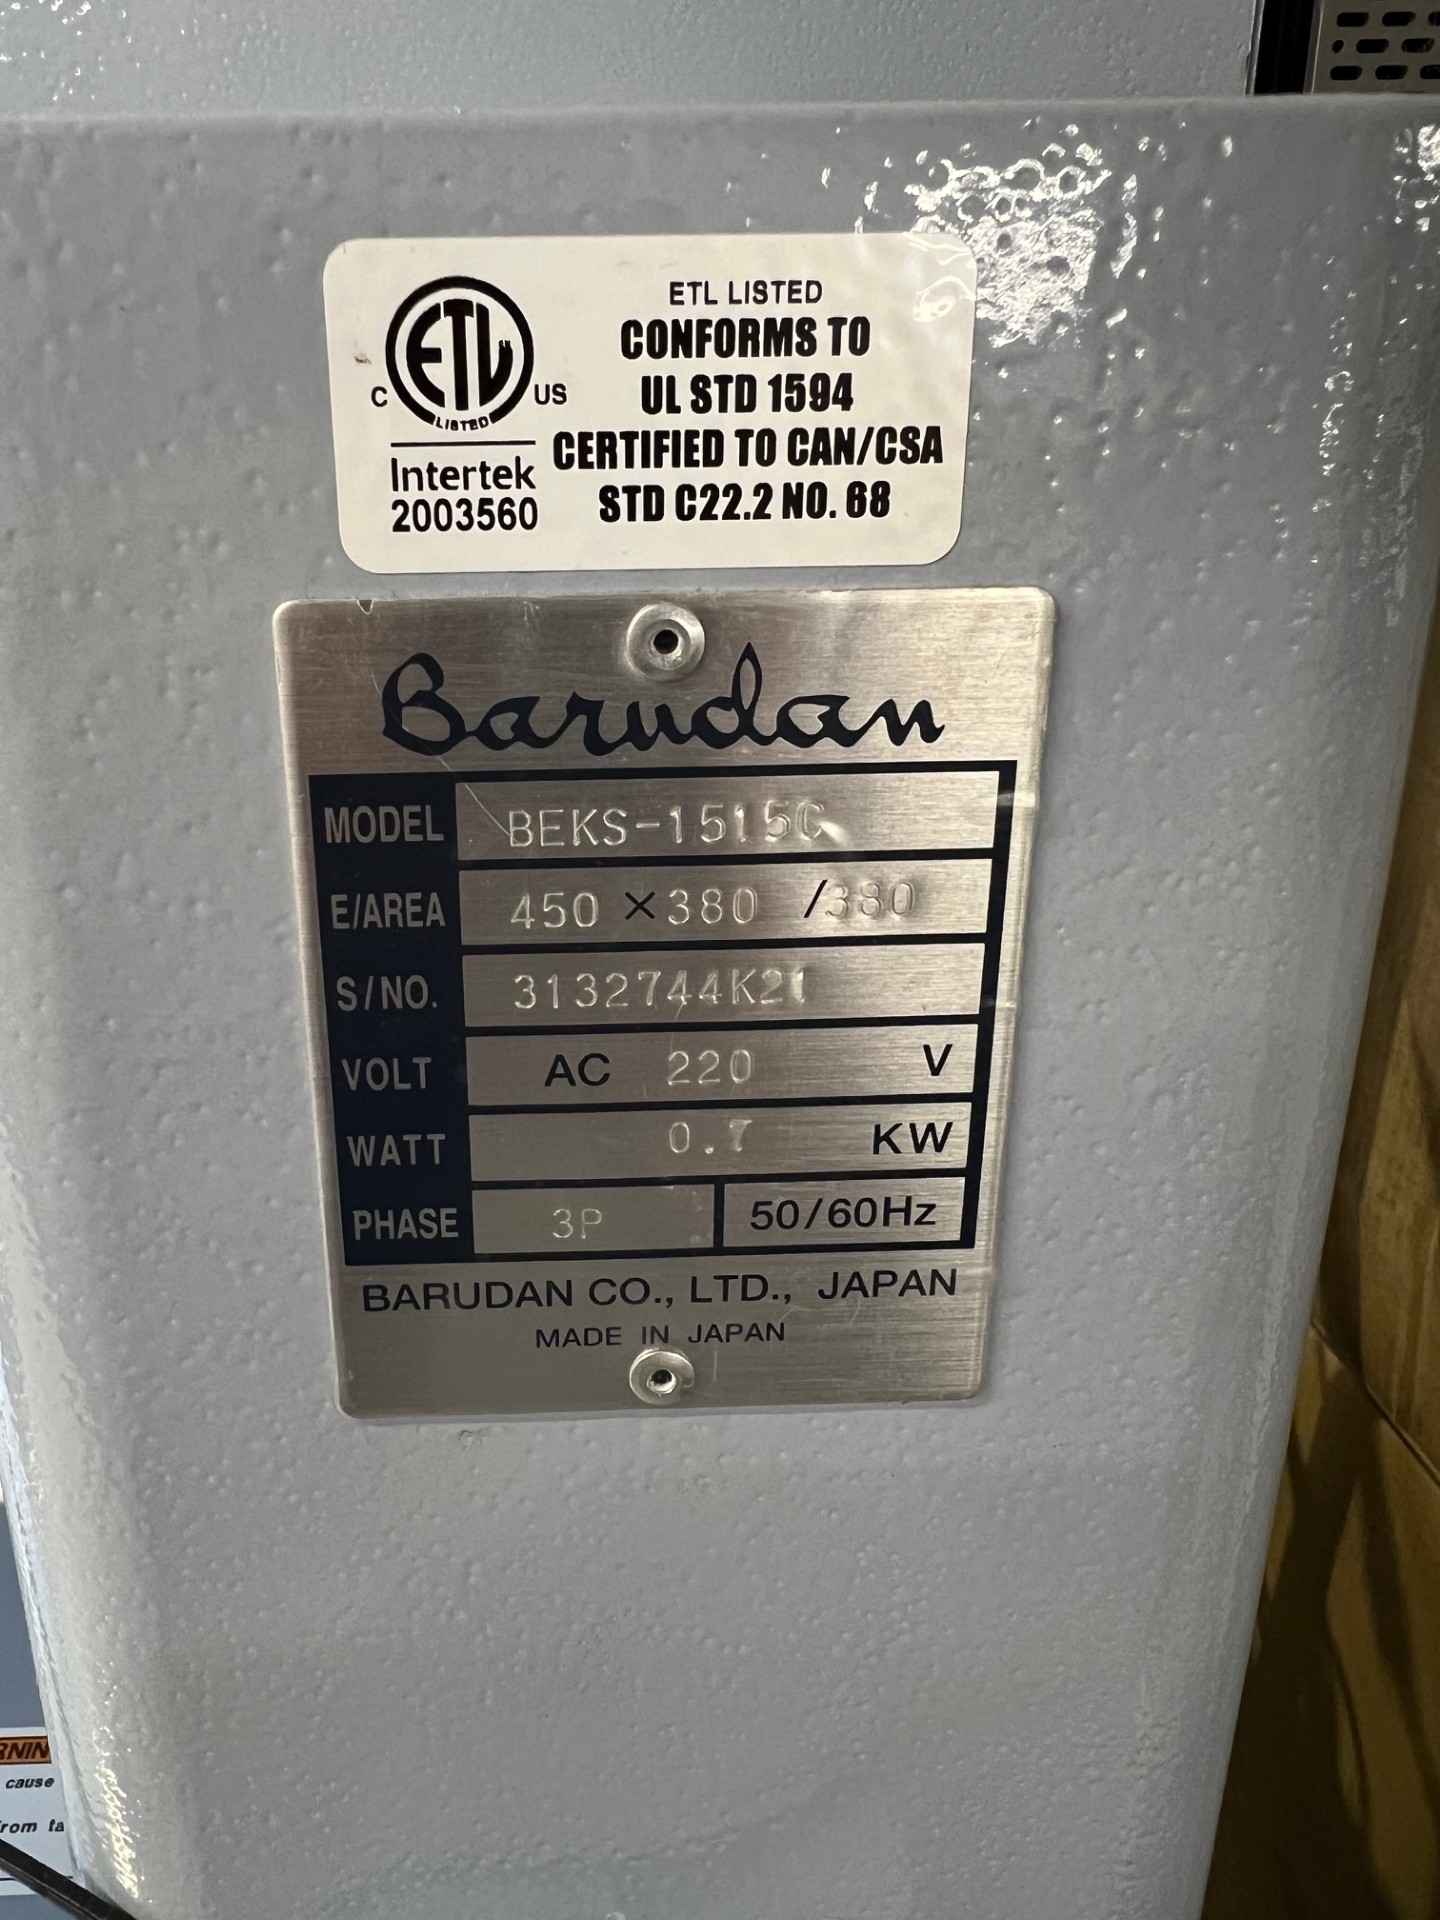 ETL LISTED
CONFORMS TO
UL STD 1594
CERTIFIED TO CAN/CSA
STD C22.2 NO. 68
C ETL US
LISTED
Intertek
2003560
Barudan
MODEL BEKS-1515C
E/AREA 450 × 380 /380
S/NO.
VOLT AC 220 V
WATT 0.7 KW
PHASE 3P 50/60Hz
BARUDAN CO., LTD., JAPAN
MADE IN JAPAN
cause